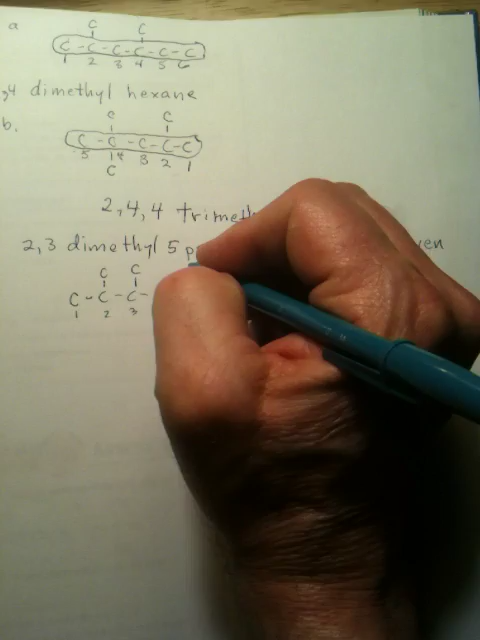 a
C C
C - C - C - C - C - C
1 2 3 4 5 6
,4 dimethyl hexane
b.
C C
C - C - C - C - C
5 4 3 2 1
C
2,4,4
2,3 dimethyl 5
C C
C - C - C -
1 2 3